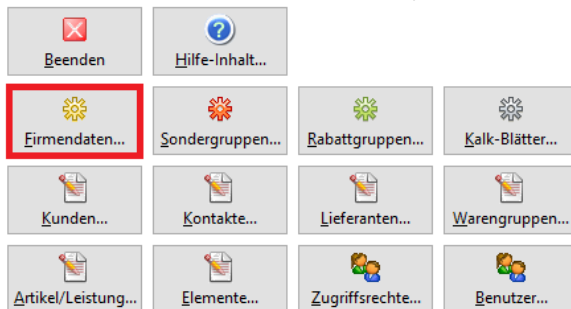 Beenden Hilfe-Inhalt...
Firmendaten... Sondergruppen... Rabattgruppen... Kalk-Blätter...
Kunden... Kontakte... Lieferanten... Warengruppen...
Artikel/Leistung... Elemente... Zugriffsrechte... Benutzer...